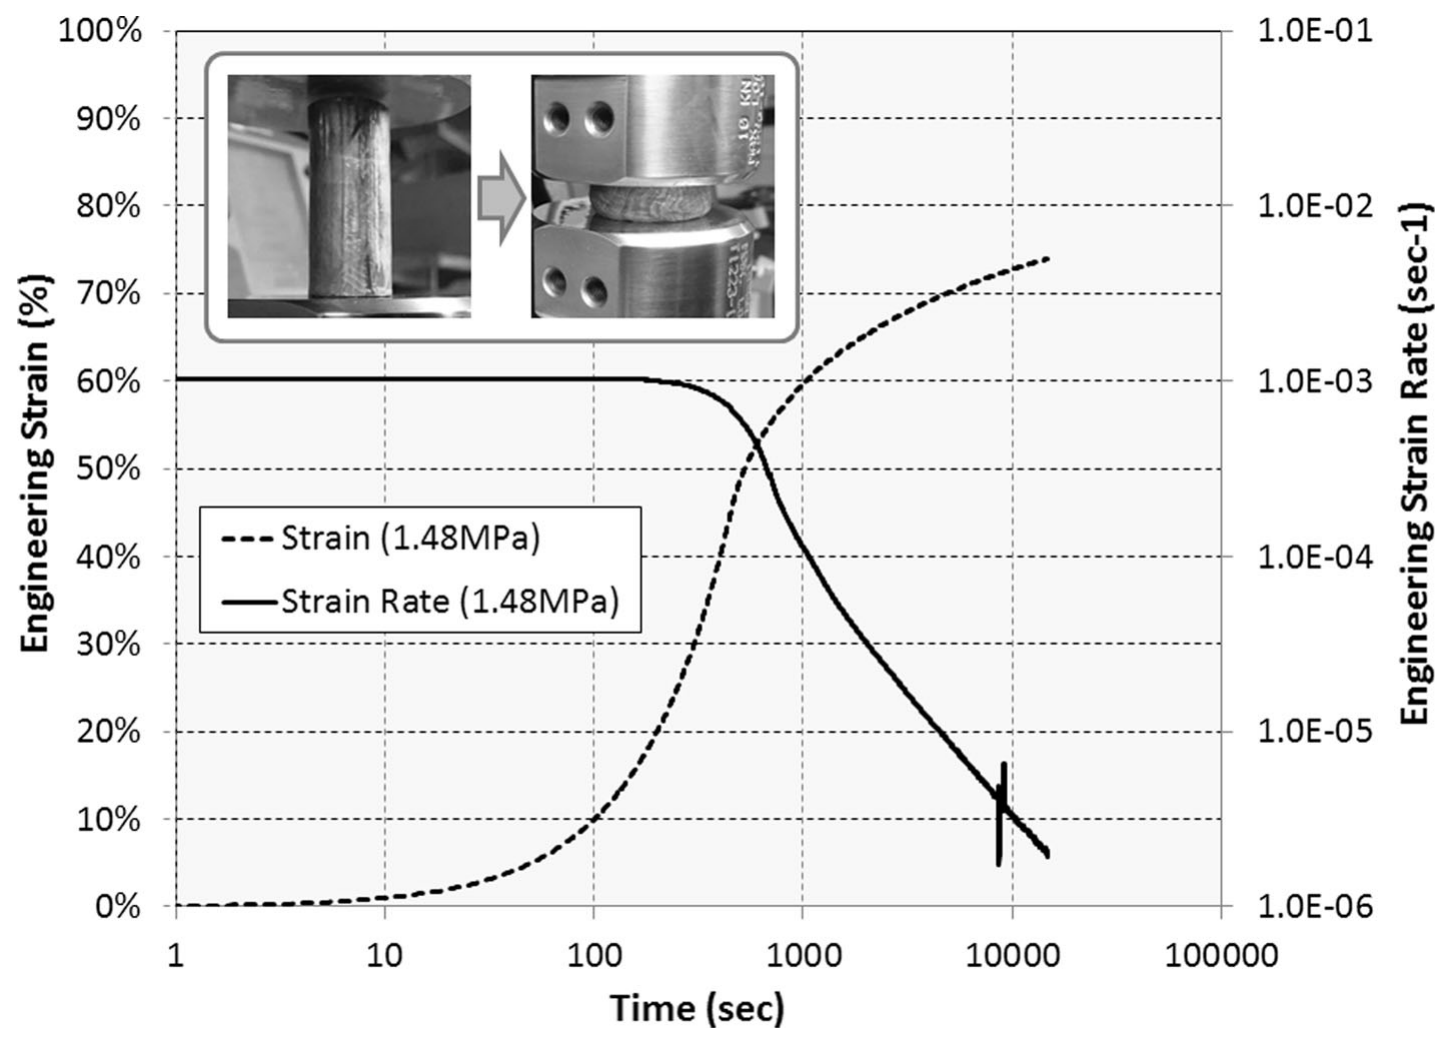 100%
90%
80%
70%
60%
50%
40%
30%
20%
10%
0%
Engineering Strain (%)
10 KN
Strain (1.48MPa)
Strain Rate (1.48MPa)
1.0E-01
1.0E-02
1.0E-03
1.0E-04
1.0E-05
1.0E-06
Engineering Strain Rate (sec-1)
1
10
100
1000
10000
100000
Time (sec)